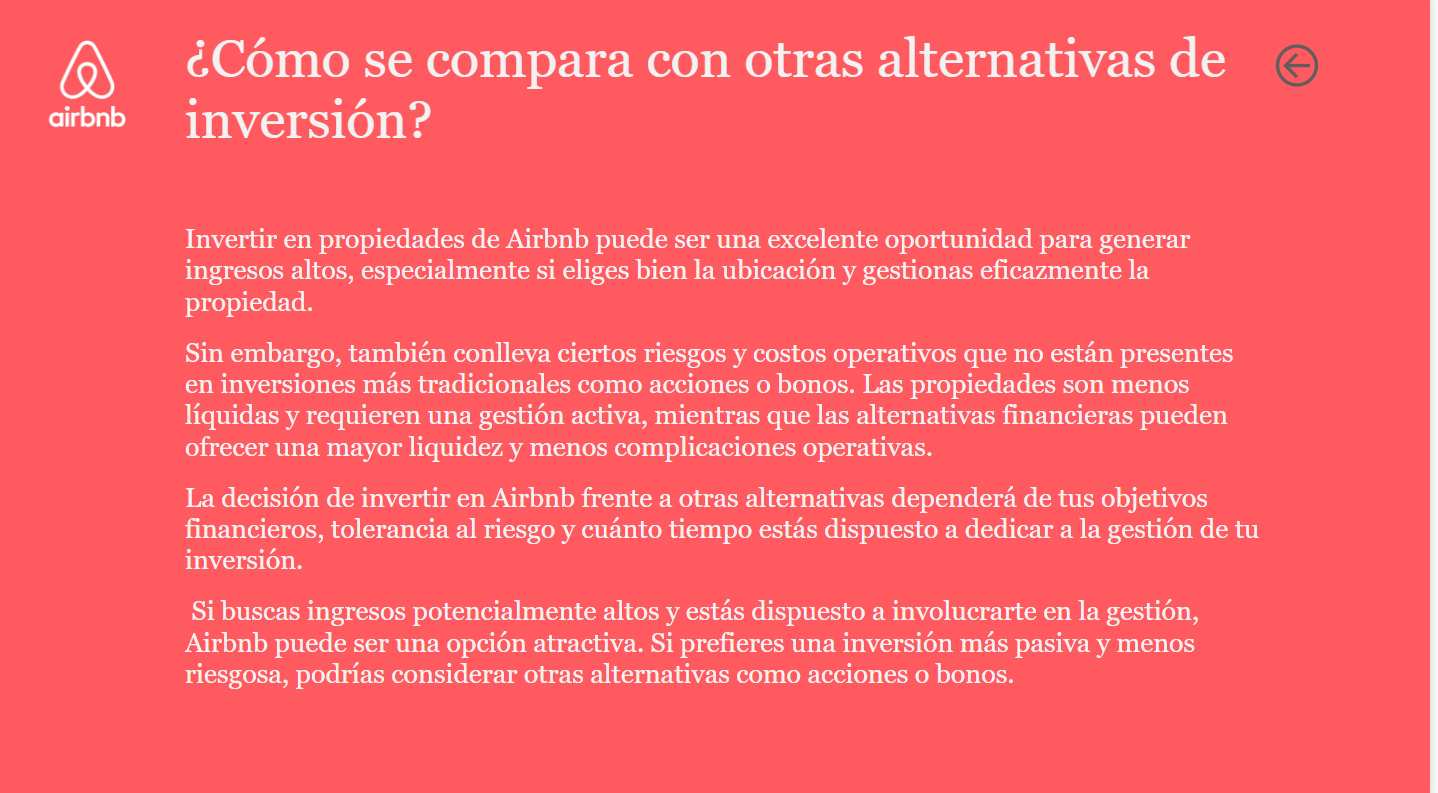 airbnb
¿Cómo se compara con otras alternativas de
inversión?
Invertir en propiedades de Airbnb puede ser una excelente oportunidad para generar
ingresos altos, especialmente si eliges bien la ubicación y gestionas eficazmente la
propiedad.
Sin embargo, también conlleva ciertos riesgos y costos operativos que no están presentes
en inversiones más tradicionales como acciones o bonos. Las propiedades son menos
líquidas y requieren una gestión activa, mientras que las alternativas financieras pueden
ofrecer una mayor liquidez y menos complicaciones operativas.
La decisión de invertir en Airbnb frente a otras alternativas dependerá de tus objetivos
financieros, tolerancia al riesgo y cuánto tiempo estás dispuesto a dedicar a la gestión de tu
inversión.
Si buscas ingresos potencialmente altos y estás dispuesto a involucrarte en la gestión,
Airbnb puede ser una opción atractiva. Si prefieres una inversión más pasiva y menos
riesgosa, podrías considerar otras alternativas como acciones o bonos.